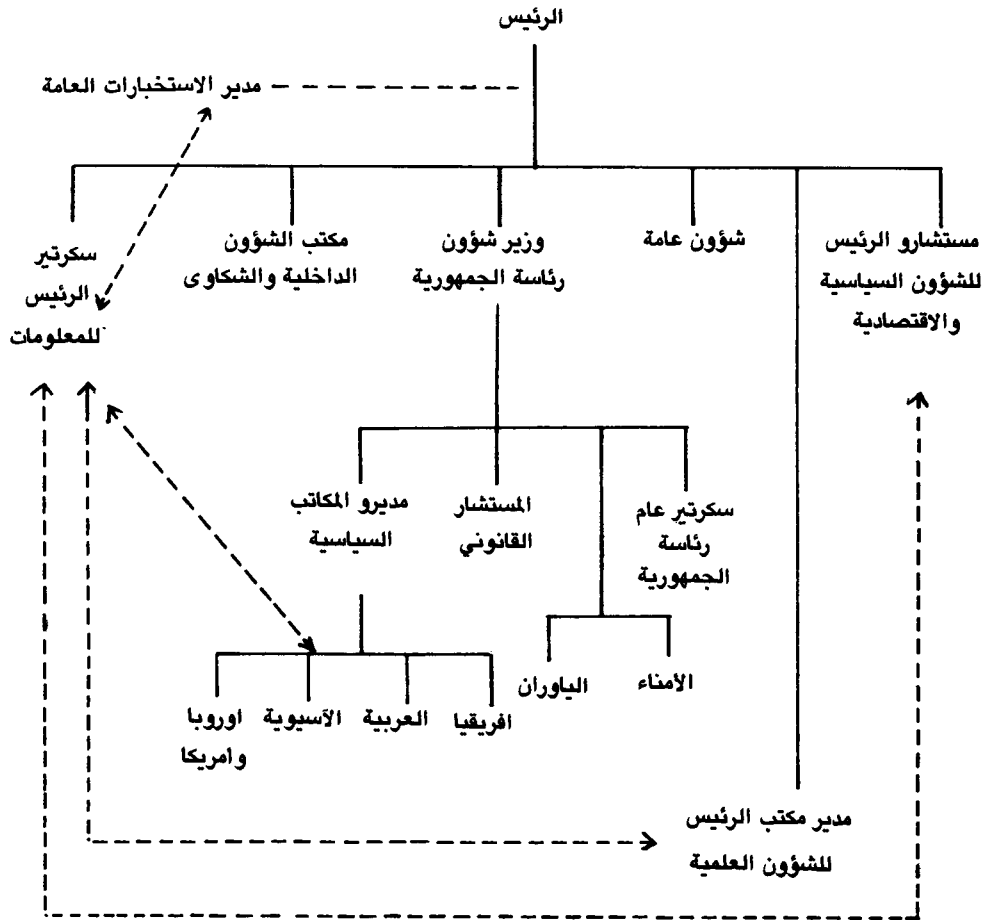 الرئيس
مدير الاستخبارات العامة
مستشارو الرئيس
للشؤون السياسية
والاقتصادية
شؤون عامة
وزير شؤون
رئاسة الجمهورية
مكتب الشؤون
الداخلية والشكاوى
سكرتير
الرئيس
للمعلومات
سكرتير عام
رئاسة
الجمهورية
المستشار
القانوني
مديرو المكاتب
السياسية
الأمناء
الياوران
افريقيا
العربية
الآسيوية
اوروبا
وامريكا
مدير مكتب الرئيس
للشؤون العلمية